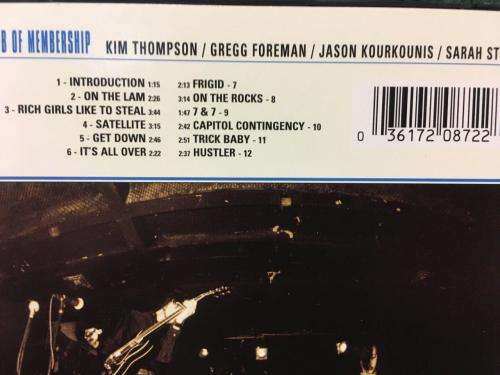 B OF MEMBERSHIP KIM THOMPSON / GREGG FOREMAN / JASON KOURKOUNIS / SARAH ST
1 - INTRODUCTION 1:15
2 - ON THE LAM 2:26
3 - RICH GIRLS LIKE TO STEAL 3:44
4 - SATELLITE 3:15
5 - GET DOWN 2:46
6 - IT'S ALL OVER 2:22
2:13 FRIGID - 7
3:14 ON THE ROCKS - 8
1:47 7 & 7 - 9
2:42 CAPITOL CONTINGENCY - 10
2:51 TRICK BABY - 11
2:37 HUSTLER - 12
0 36172 08722